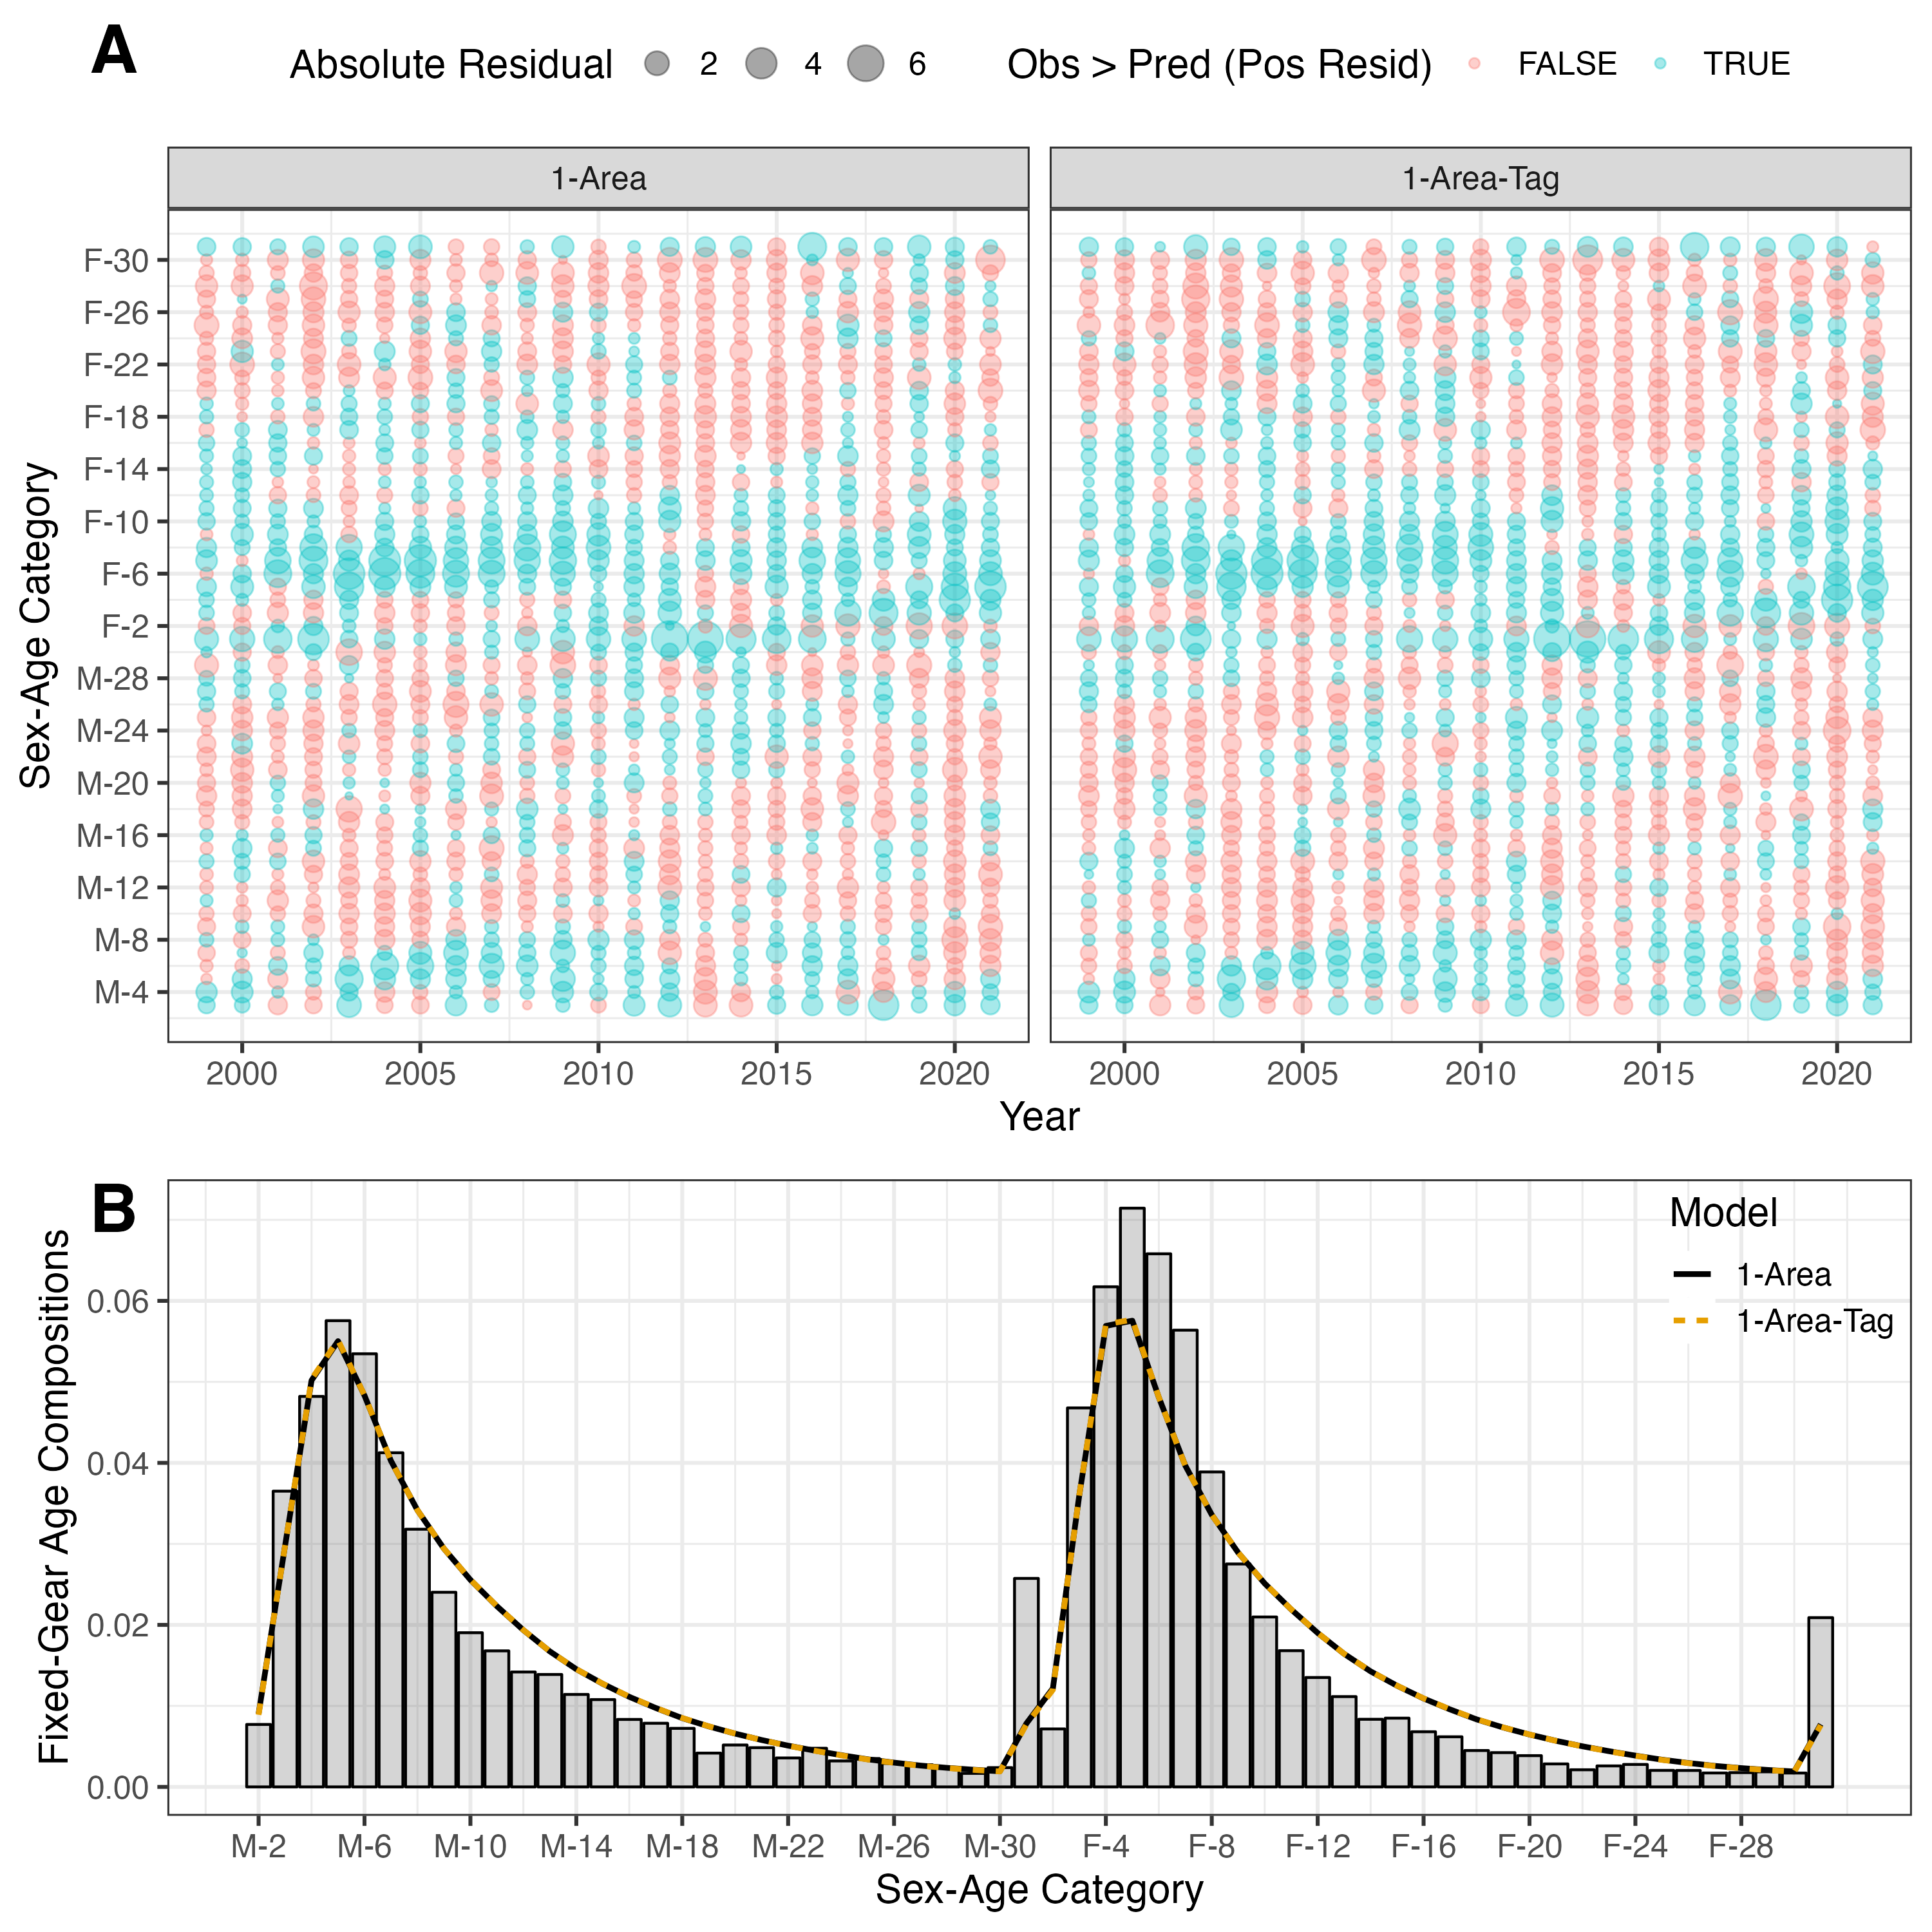 A
Absolute Residual 2 4 6 Obs > Pred (Pos Resid) FALSE TRUE
1-Area 1-Area-Tag
Sex-Age Category
F-30
F-26
F-22
F-18
F-14
F-10
F-6
F-2
M-28
M-24
M-20
M-16
M-12
M-8
M-4
2000 2005 2010 2015 2020 2000 2005 2010 2015 2020
Year
B
Fixed-Gear Age Compositions
Model
1-Area
1-Area-Tag
0.06
0.04
0.02
0.00
M-2 M-6 M-10 M-14 M-18 M-22 M-26 M-30 F-4 F-8 F-12 F-16 F-20 F-24 F-28
Sex-Age Category